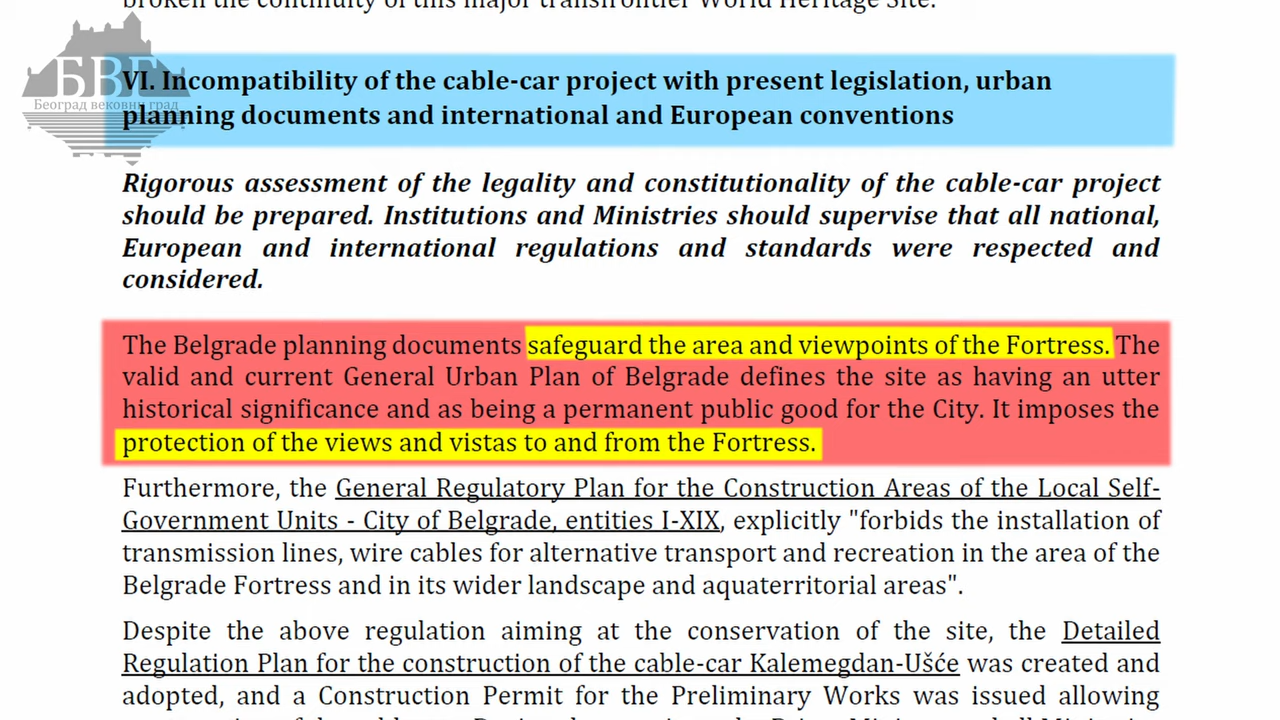 broken the continuity of this major transfrontier World Heritage Site.
БВГ
Београд вековни град
VI. Incompatibility of the cable-car project with present legislation, urban
planning documents and international and European conventions
Rigorous assessment of the legality and constitutionality of the cable-car project
should be prepared. Institutions and Ministries should supervise that all national,
European and international regulations and standards were respected and
considered.
The Belgrade planning documents safeguard the area and viewpoints of the Fortress. The
valid and current General Urban Plan of Belgrade defines the site as having an utter
historical significance and as being a permanent public good for the City. It imposes the
protection of the views and vistas to and from the Fortress.
Furthermore, the General Regulatory Plan for the Construction Areas of the Local Self-
Government Units - City of Belgrade, entities I-XIX, explicitly "forbids the installation of
transmission lines, wire cables for alternative transport and recreation in the area of the
Belgrade Fortress and in its wider landscape and aquaterritorial areas".
Despite the above regulation aiming at the conservation of the site, the Detailed
Regulation Plan for the construction of the cable-car Kalemegdan-Ušće was created and
adopted, and a Construction Permit for the Preliminary Works was issued allowing